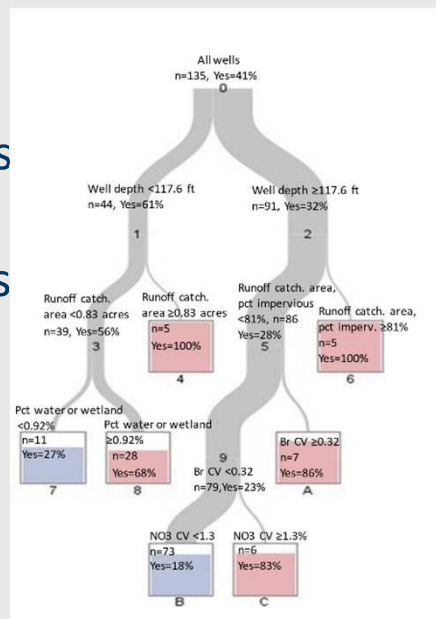 S
S
All wells
n=135, Yes=41%
0
Well depth <117.6 ft
n=44, Yes=61%
1
Well depth ≥117.6 ft
n=91, Yes=32%
2
Runoff catch.
area <0.83 acres
n=39, Yes=56%
3
Runoff catch.
area ≥0.83 acres
n=5
Yes=100%
4
Runoff catch. area,
pct impervious
<81%, n=86
Yes=28%
5
Runoff catch. area,
pct imperv. ≥81%
n=5
Yes=100%
6
Pct water or wetland
<0.92%
n=11
Yes=27%
7
Pct water or wetland
≥0.92%
n=28
Yes=68%
8
9
Br CV <0.32
n=79,Yes=23%
Br CV ≥0.32
n=7
Yes=86%
A
NO3 CV <1.3
n=73
Yes=18%
B
NO3 CV ≥1.3%
n=6
Yes=83%
C